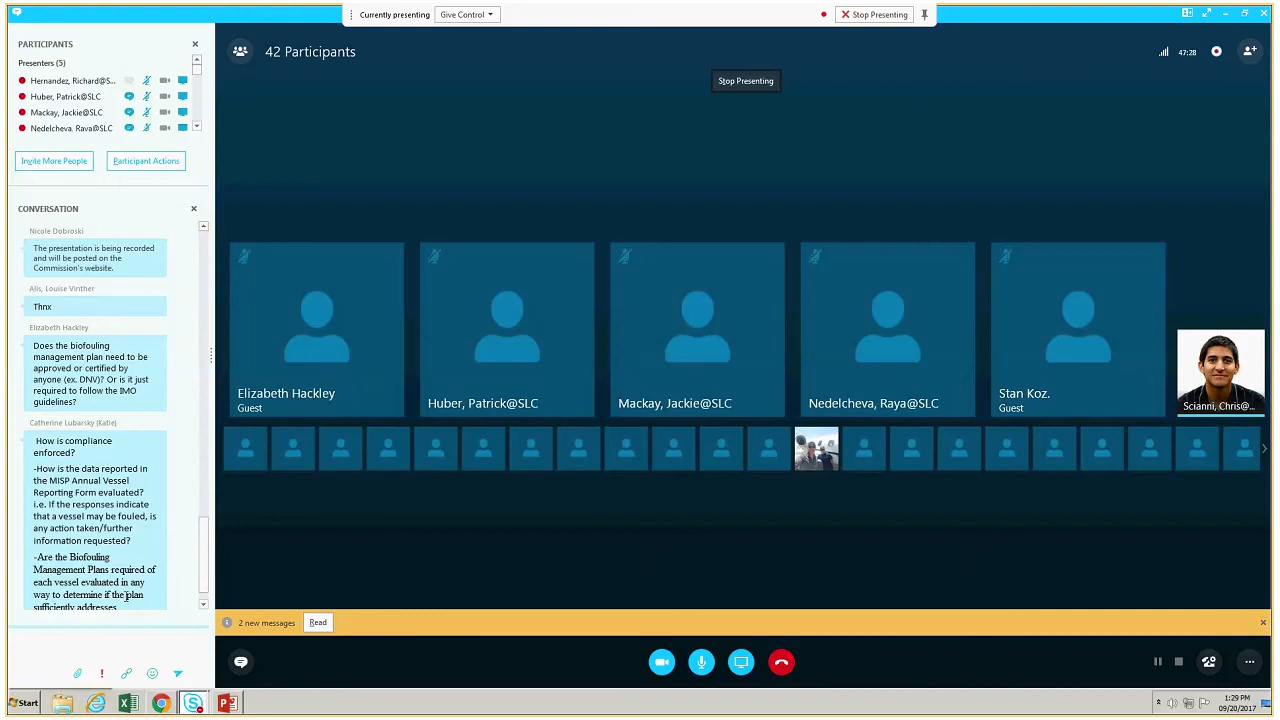 Currently presenting
Give Control
Stop Presenting
PARTICIPANTS
Presenters (5)
Hernandez, Richard@S...
Huber, Patrick@SLC
Mackay, Jackie@SLC
Nedelcheva, Raya@SLC
Invite More People
Participant Actions
CONVERSATION
Nicole Dobroski
The presentation is being recorded
and will be posted on the
Commission's website.
Alis, Louise Vinther
Thnx
Elizabeth Hackley
Does the biofouling
management plan need to be
approved or certified by
anyone (ex. DNV)? Or is it just
required to follow the IMO
guidelines?
Catherine Lubarsky (Katie)
How is compliance
enforced?
-How is the data reported in
the MISP Annual Vessel
Reporting Form evaluated?
i.e. If the responses indicate
that a vessel may be fouled, is
any action taken/further
information requested?
-Are the Biofouling
Management Plans required of
each vessel evaluated in any
way to determine if the plan
sufficiently addresses
42 Participants
47:28
Stop Presenting
Elizabeth Hackley
Guest
Huber, Patrick@SLC
Mackay, Jackie@SLC
Nedelcheva, Raya@SLC
Stan Koz.
Guest
Scianni, Chris@...
2 new messages
Read
Start
1:29 PM
09/20/2017